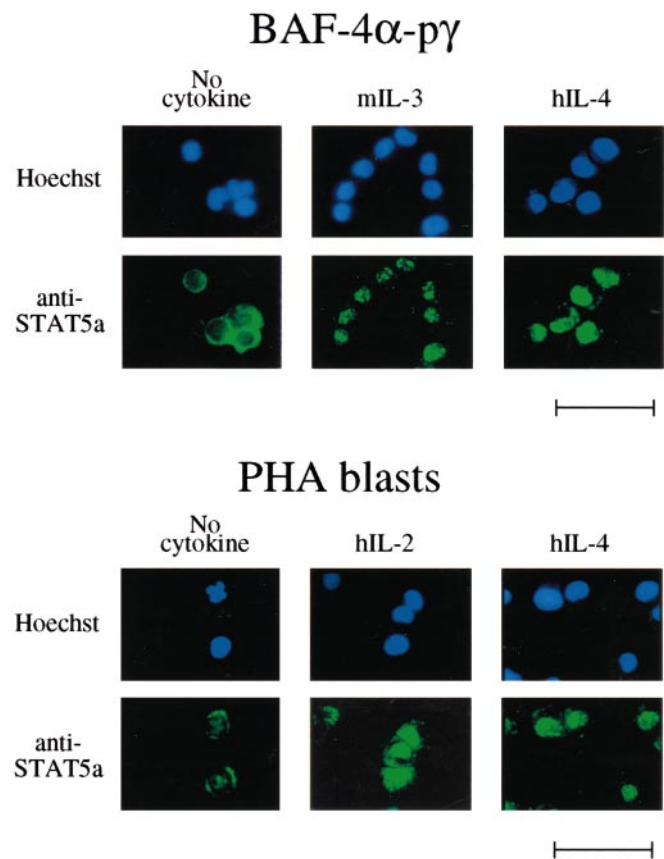 BAF-4α-pγ
No
cytokine
mIL-3
hIL-4
Hoechst
anti-
STAT5a
PHA blasts
No
cytokine
hIL-2
hIL-4
Hoechst
anti-
STAT5a